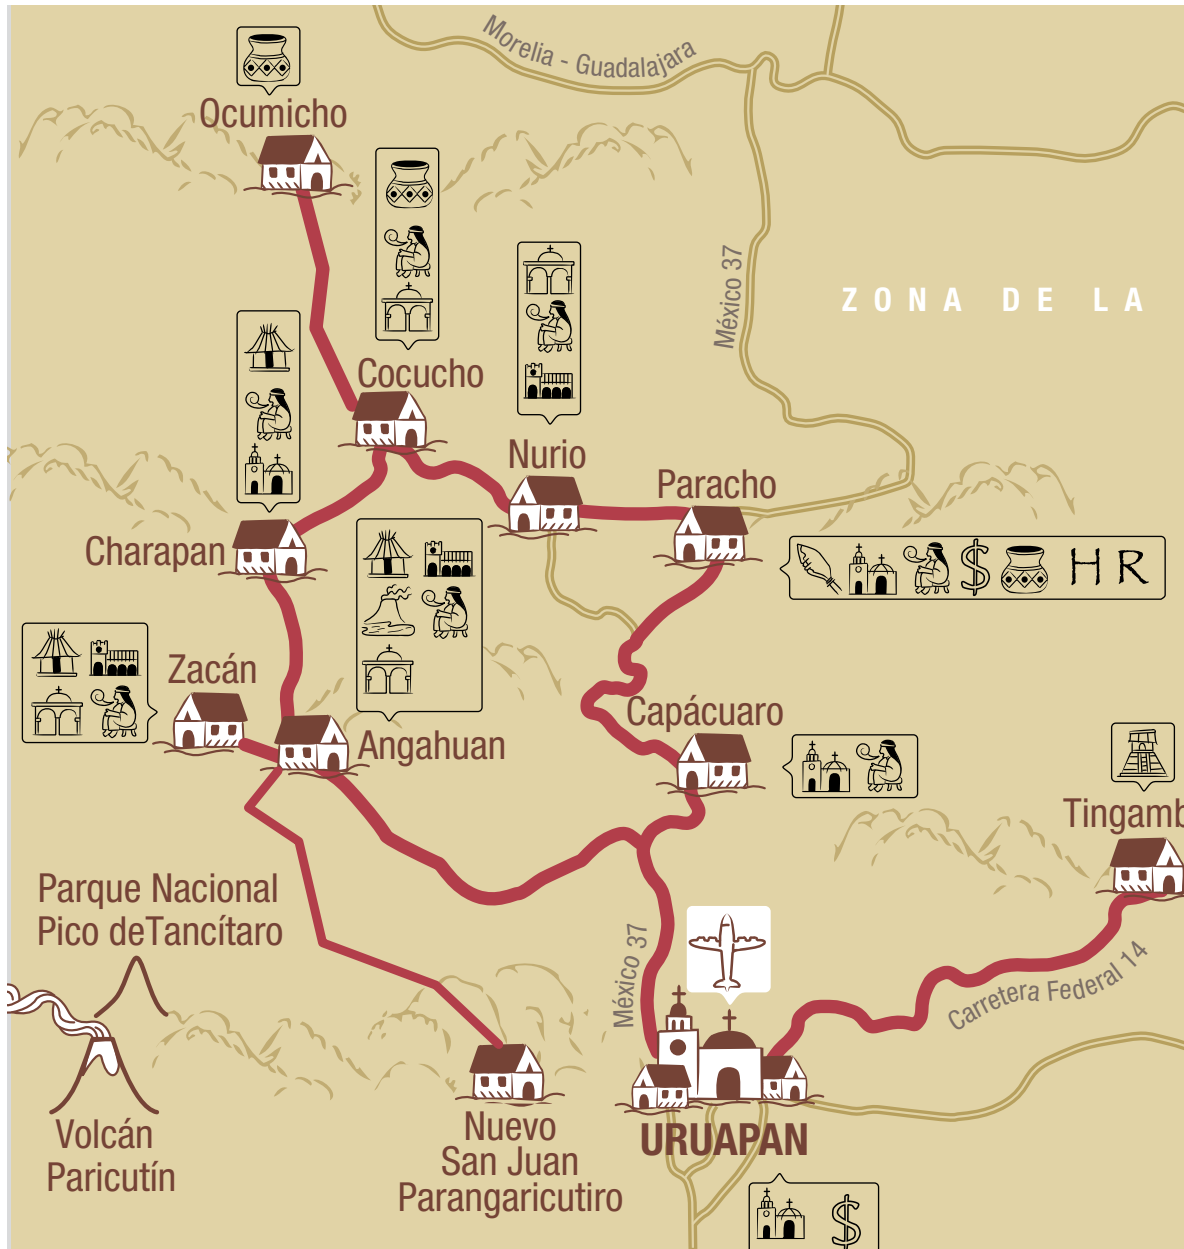 Morelia - Guadalajara
Ocumicho
México 37
ZONA DE LA
Cocucho
Nurio
Paracho
Charapan
H R
Zacán
Angahuan
Capácuaro
Tingamb
Parque Nacional
Pico deTancítaro
México 37
Carretera Federal 14
Volcán
Paricutín
Nuevo
San Juan
Parangaricutiro
URUAPAN